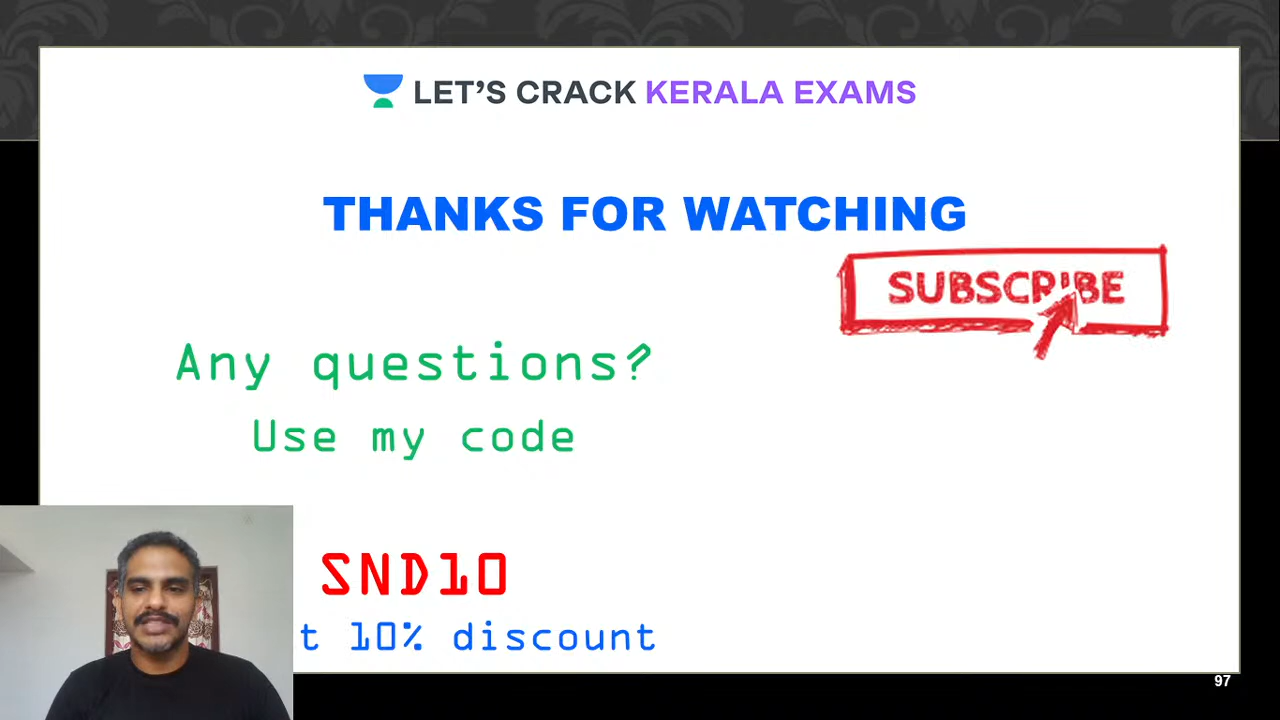 LET'S CRACK KERALA EXAMS
THANKS FOR WATCHING
SUBSCRIBE
Any questions?
Use my code
SND10
t 10% discount
97